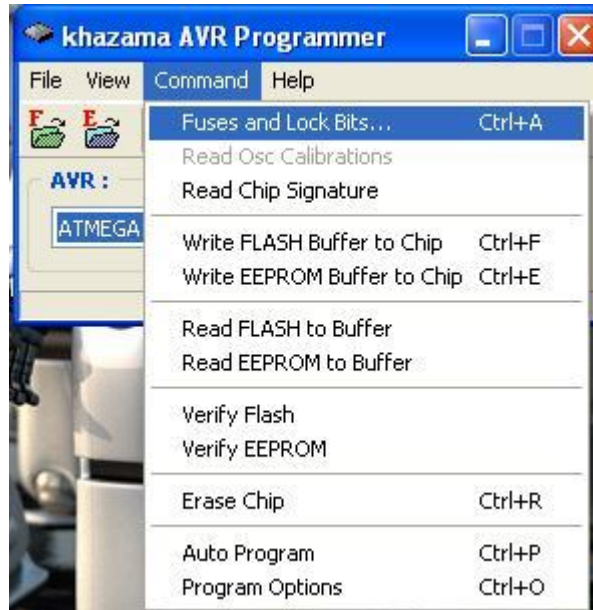 khazama AVR Programmer
File View Command Help
F E
AVR :
ATMEGA
Fuses and Lock Bits... Ctrl+A
Read Osc Calibrations
Read Chip Signature
Write FLASH Buffer to Chip Ctrl+F
Write EEPROM Buffer to Chip Ctrl+E
Read FLASH to Buffer
Read EEPROM to Buffer
Verify Flash
Verify EEPROM
Erase Chip Ctrl+R
Auto Program Ctrl+P
Program Options Ctrl+O